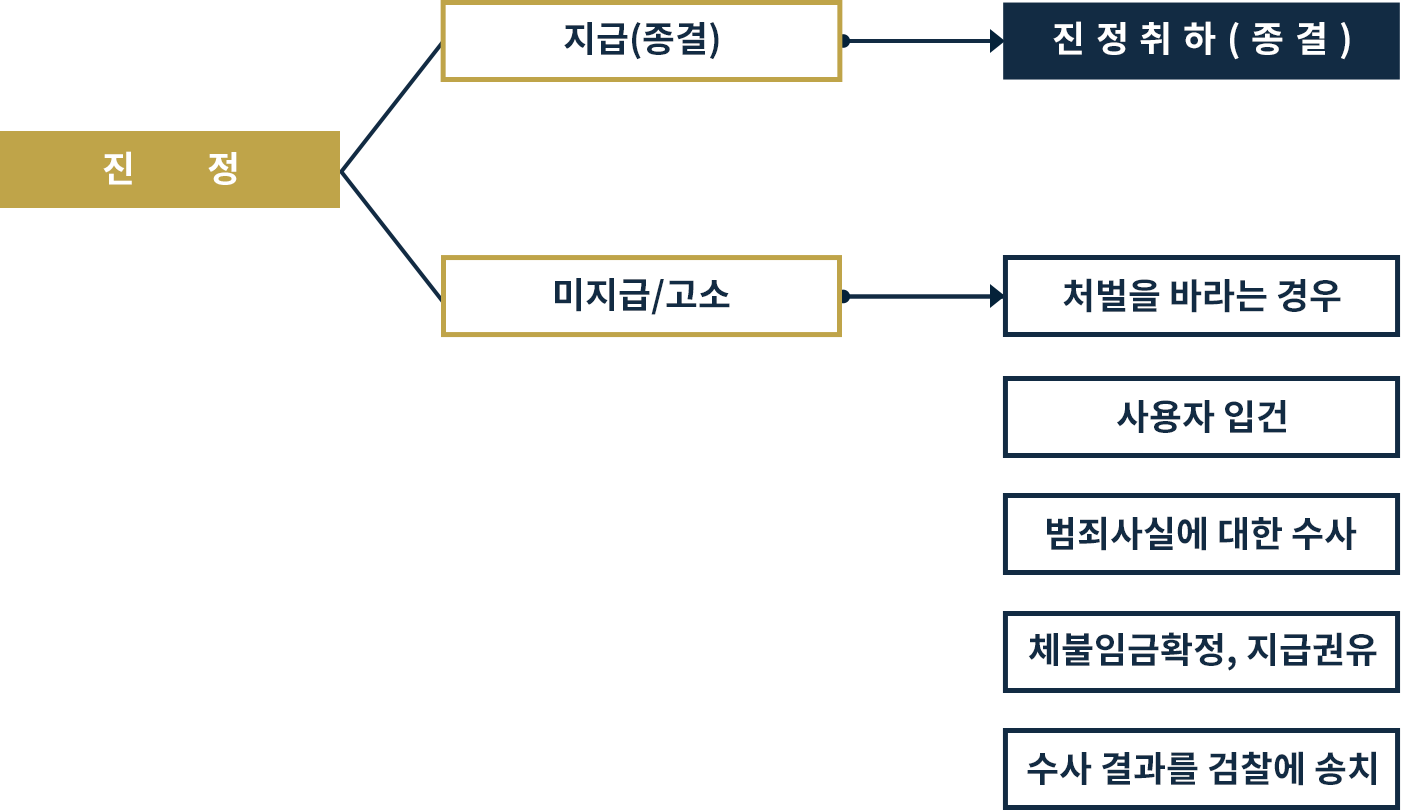 진 정
지급(종결)
진 정 취 하 ( 종 결 )
미지급/고소
처벌을 바라는 경우
사용자 입건
범죄사실에 대한 수사
체불임금확정, 지급권유
수사 결과를 검찰에 송치